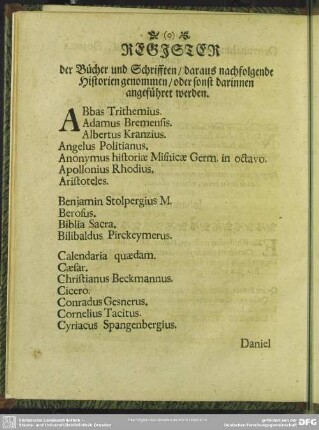 (o)
REGISTER
der Bücher und Schrifften / daraus nachfolgende
Historien genommen / oder sonst darinnen
angeführet werden.
ABbas Trithemius.
Adamus Bremensis.
Albertus Kranzius.
Angelus Politianus,
Anonymus historiæ Misnicæ Germ. in octavo.
Apollonius Rhodius,
Aristoteles.
Benjamin Stolpergius M.
Berosus,
Biblia Sacra,
Bilibaldus Pirckeymerus.
Calendaria quædam.
Cæsar.
Christianus Beckmannus.
Cicero.
Conradus Gesnerus,
Cornelius Tacitus.
Cyriacus Spangenbergius,
Daniel
DFG